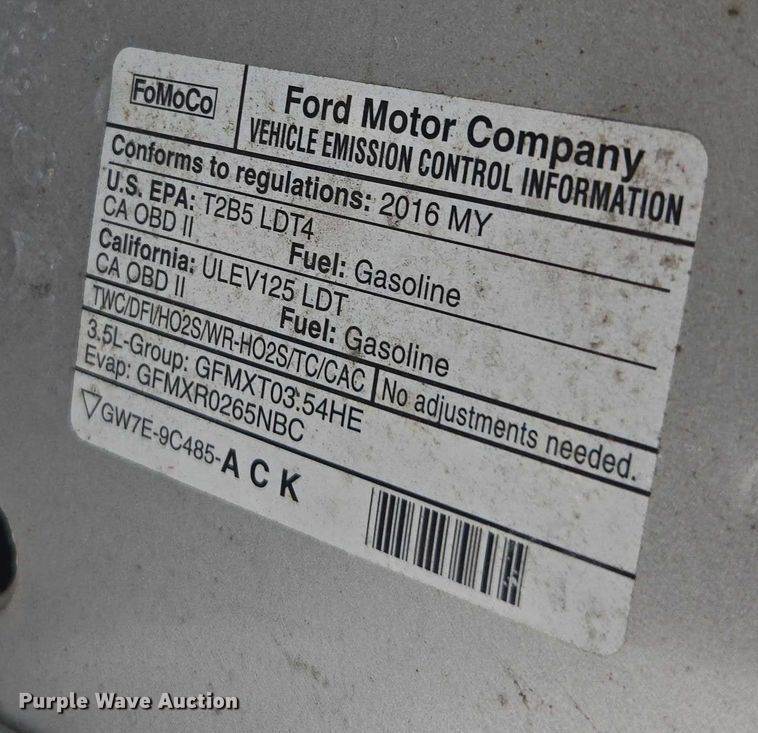 FoMoCo
Ford Motor Company
VEHICLE EMISSION CONTROL INFORMATION
Conforms to regulations: 2016 MY
U.S. EPA: T2B5 LDT4
CA OBD II Fuel: Gasoline
California: ULEV125 LDT
CA OBD II Fuel: Gasoline
TWC/DFI/HO2S/WR-HO2S/TC/CAC No adjustments needed.
3.5L-Group: GFMXT03.54HE
Evap: GFMXR0265NBC
GW7E-9C485-ACK
Purple Wave Auction